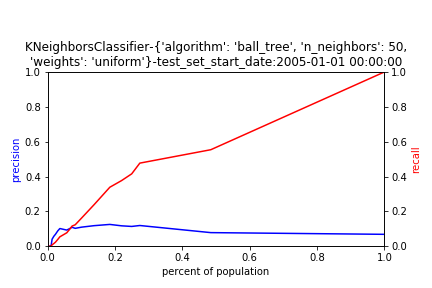 KNeighborsClassifier-{'algorithm': 'ball_tree', 'n_neighbors': 50,
'weights': 'uniform'}-test_set_start_date:2005-01-01 00:00:00
1.0 1.0
0.8 0.8
0.6 0.6
precision recall
0.4 0.4
0.2 0.2
0.0 0.0
0.0 0.2 0.4 0.6 0.8 1.0
percent of population